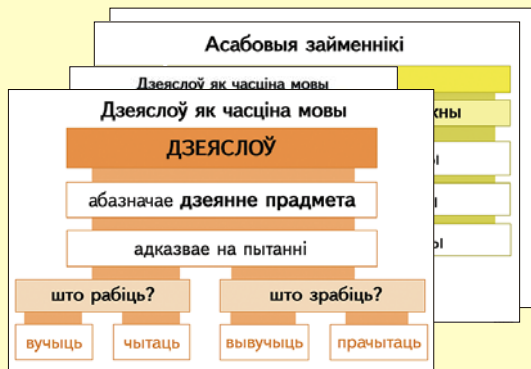 Асабовыя займеннікі
Дзеяслоў як часціна мовы
Дзеяслоў як часціна мовы
ДЗЕЯСЛОЎ
абазначае дзеянне прадмета
адказвае на пытанні
што рабіць? што зрабіць?
вучыць чытаць вывучыць прачытаць